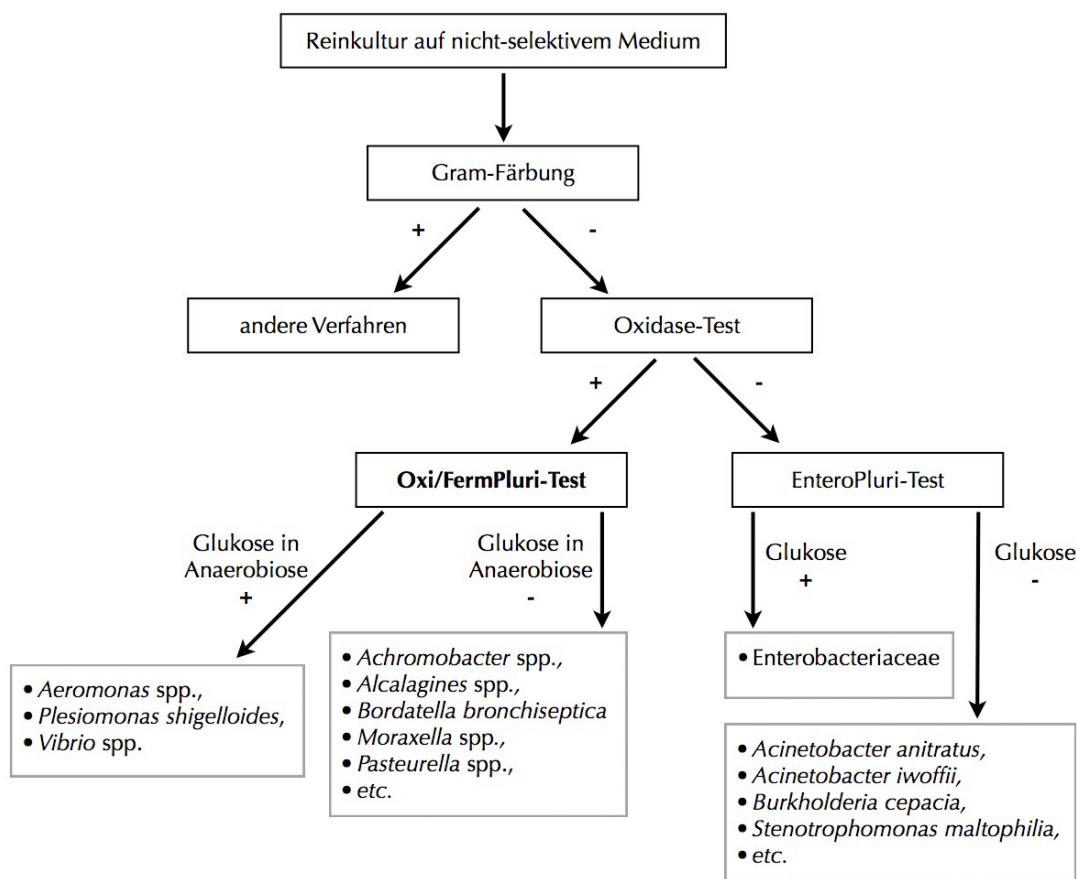 Reinkultur auf nicht-selektivem Medium
Gram-Färbung
+
-
andere Verfahren
Oxidase-Test
+
-
Oxi/FermPluri-Test
EnteroPluri-Test
Glukose in
Anaerobiose
+
Glukose in
Anaerobiose
-
Glukose
+
Glukose
-
• Aeromonas spp.,
• Plesiomonas shigelloides,
• Vibrio spp.
• Achromobacter spp.,
• Alcalagines spp.,
• Bordatella bronchiseptica
• Moraxella spp.,
• Pasteurella spp.,
• etc.
• Enterobacteriaceae
• Acinetobacter anitratus,
• Acinetobacter iwoffii,
• Burkholderia cepacia,
• Stenotrophomonas maltophilia,
• etc.